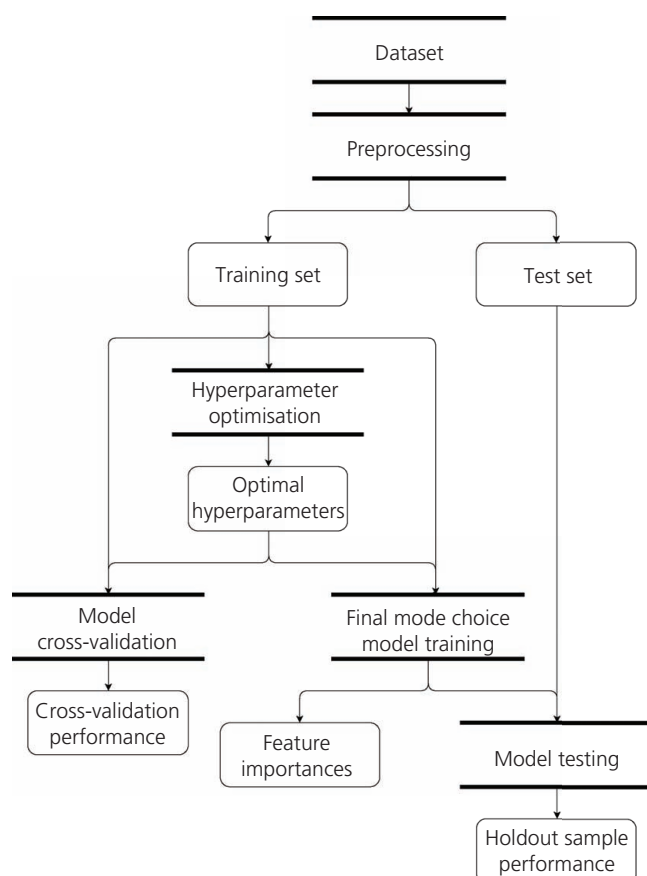 Dataset
Preprocessing
Training set
Test set
Hyperparameter
optimisation
Optimal
hyperparameters
Model
cross-validation
Final mode choice
model training
Cross-validation
performance
Feature
importances
Model testing
Holdout sample
performance